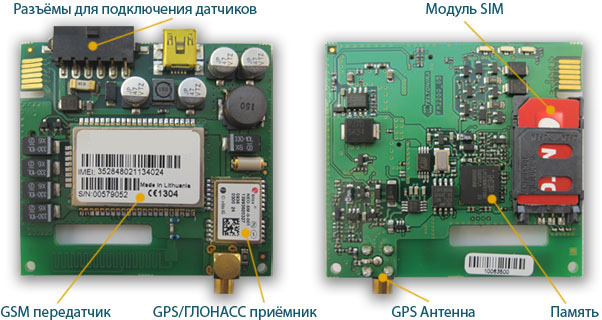 Разъёмы для подключения датчиков
Модуль SIM
IMEI: 352848021134024
Made in Lithuania
S/N:00579052 CE1304
10083500
GSM передатчик
GPS/ГЛОНАСС приёмник
GPS Антенна
Память